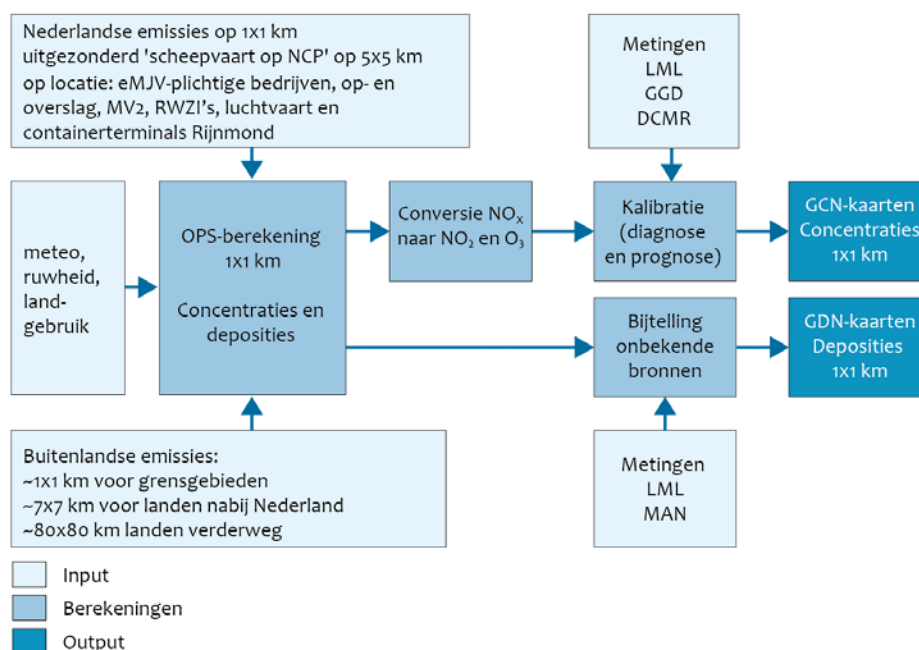 Nederlandse emissies op 1x1 km
uitgezonderd 'scheepvaart op NCP' op 5x5 km
op locatie: eMJV-plichtige bedrijven, op- en
overslag, MV2, RWZI's, luchtvaart en
containerterminals Rijnmond
Metingen
LML
GGD
DCMR
meteo,
ruwheid,
land-
gebruik
OPS-berekening
1x1 km
Concentraties en
deposities
Conversie NOx
naar NO2 en O3
Kalibratie
(diagnose
en prognose)
GCN-kaarten
Concentraties
1x1 km
Bijtelling
onbekende
bronnen
GDN-kaarten
Deposities
1x1 km
Buitenlandse emissies:
~1x1 km voor grensgebieden
~7x7 km voor landen nabij Nederland
~80x80 km landen verderweg
Metingen
LML
MAN
Input
Berekeningen
Output